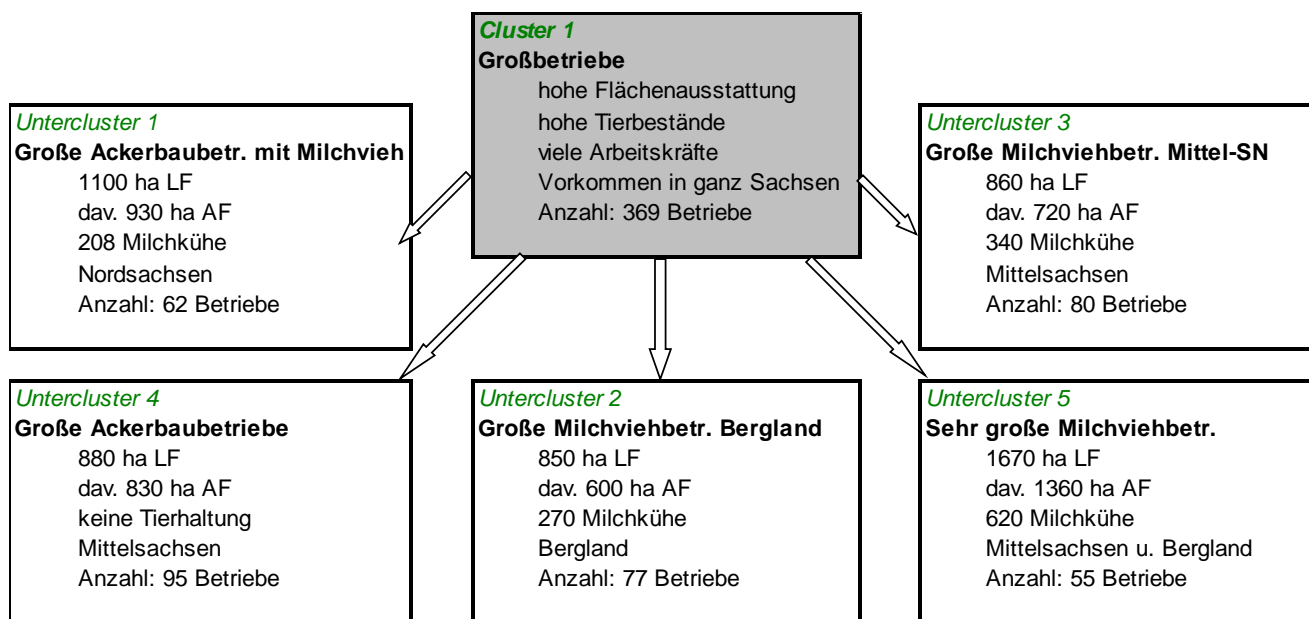 Cluster 1
Großbetriebe
hohe Flächenausstattung
hohe Tierbestände
viele Arbeitskräfte
Vorkommen in ganz Sachsen
Anzahl: 369 Betriebe
Untercluster 1
Große Ackerbaubetr. mit Milchvieh
1100 ha LF
dav. 930 ha AF
208 Milchkühe
Nordsachsen
Anzahl: 62 Betriebe
Untercluster 3
Große Milchviehbetr. Mittel-SN
860 ha LF
dav. 720 ha AF
340 Milchkühe
Mittelsachsen
Anzahl: 80 Betriebe
Untercluster 4
Große Ackerbaubetriebe
880 ha LF
dav. 830 ha AF
keine Tierhaltung
Mittelsachsen
Anzahl: 95 Betriebe
Untercluster 2
Große Milchviehbetr. Bergland
850 ha LF
dav. 600 ha AF
270 Milchkühe
Bergland
Anzahl: 77 Betriebe
Untercluster 5
Sehr große Milchviehbetr.
1670 ha LF
dav. 1360 ha AF
620 Milchkühe
Mittelsachsen u. Bergland
Anzahl: 55 Betriebe